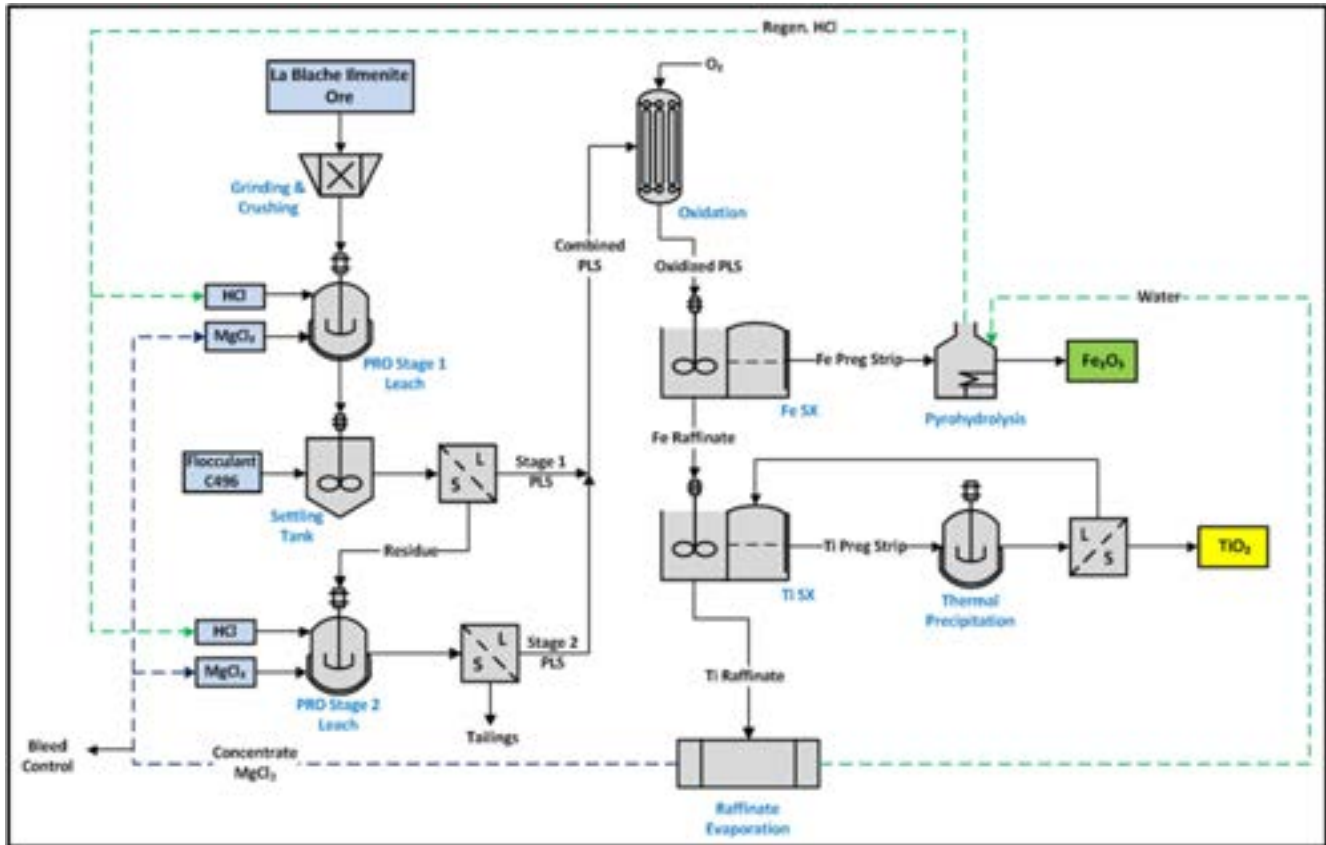 Regen. HCl
La Blache Ilmenite
Ore
O₂
Grinding &
Crushing
Oxidation
Combined
PLS
Oxidized PLS
HCl
MgCl₂
PRO Stage 1
Leach
Water
Fe Preg Strip
Fe₂O₃
Fe SX
Pyrohydrolysis
Fe Raffinate
Flocculant
C496
L
S
Stage 1
PLS
Settling
Tank
Residue
Ti Preg Strip
L
S
TiO₂
Ti SX
Thermal
Precipitation
HCl
MgCl₂
L
S
Stage 2
PLS
PRO Stage 2
Leach
Ti Raffinate
Tailings
Bleed
Control
Concentrate
MgCl₂
Raffinate
Evaporation